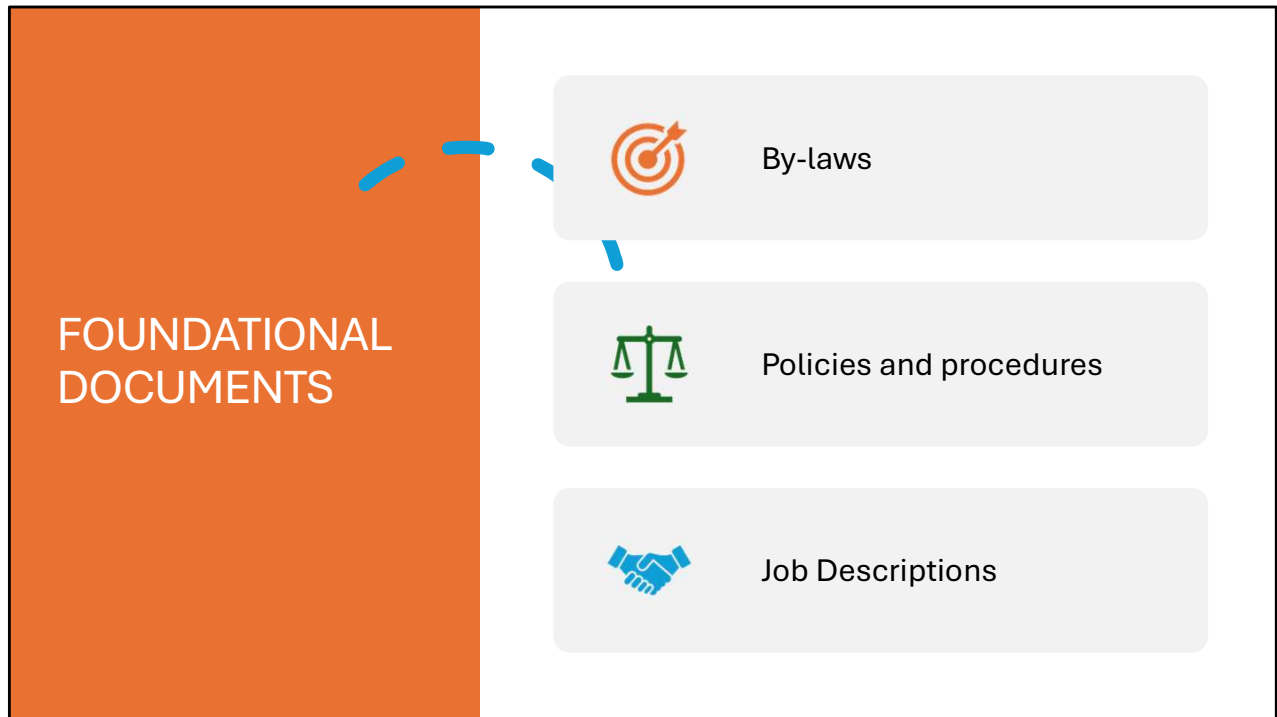 FOUNDATIONAL
DOCUMENTS
By-laws
Policies and procedures
Job Descriptions